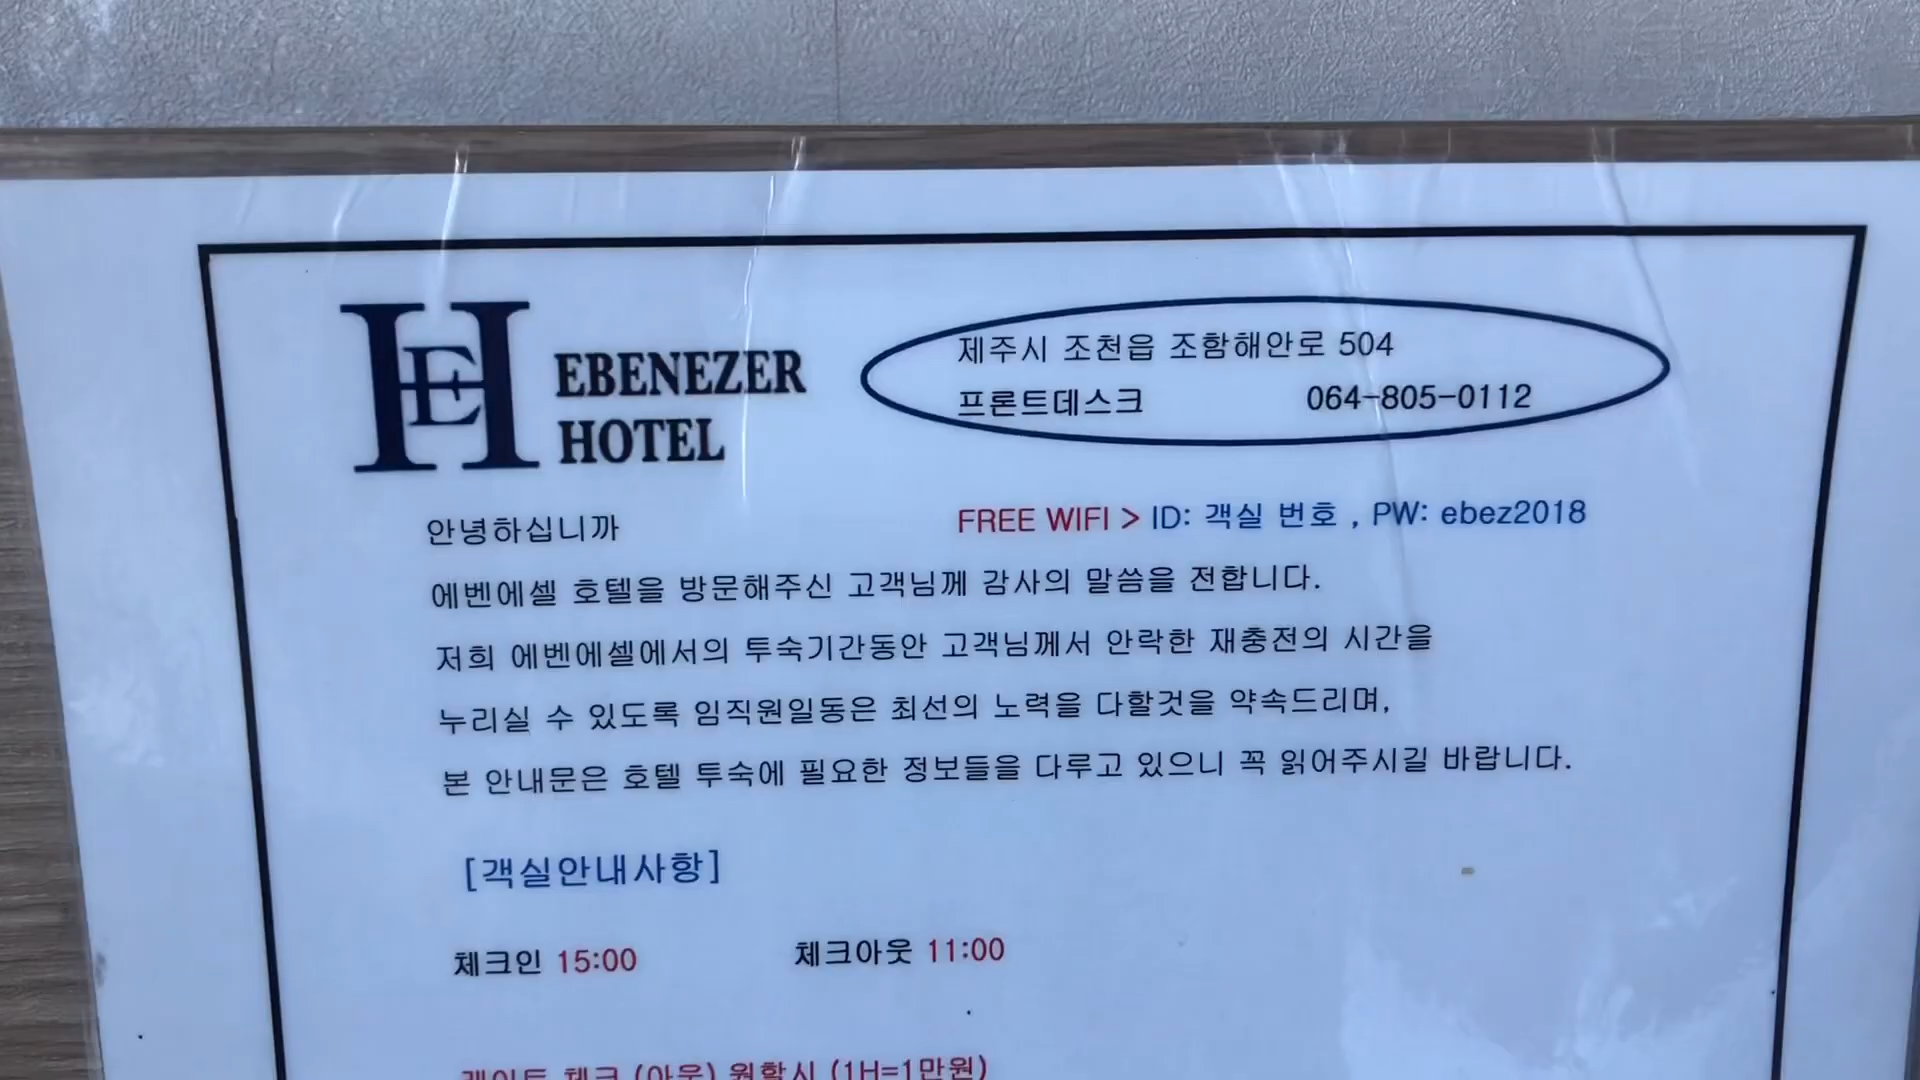 HE
EBENEZER
HOTEL
제주시 조천읍 조함해안로 504
프론트데스크 064-805-0112
FREE WIFI > ID: 객실 번호 , PW: ebez2018
안녕하십니까
에벤에셀 호텔을 방문해주신 고객님께 감사의 말씀을 전합니다.
저희 에벤에셀에서의 투숙기간동안 고객님께서 안락한 재충전의 시간을
누리실 수 있도록 임직원일동은 최선의 노력을 다할것을 약속드리며,
본 안내문은 호텔 투숙에 필요한 정보들을 다루고 있으니 꼭 읽어주시길 바랍니다.
[객실안내사항]
체크인 15:00 체크아웃 11:00
레이트 체크 (아웃) 원할시 (1H=1만원)